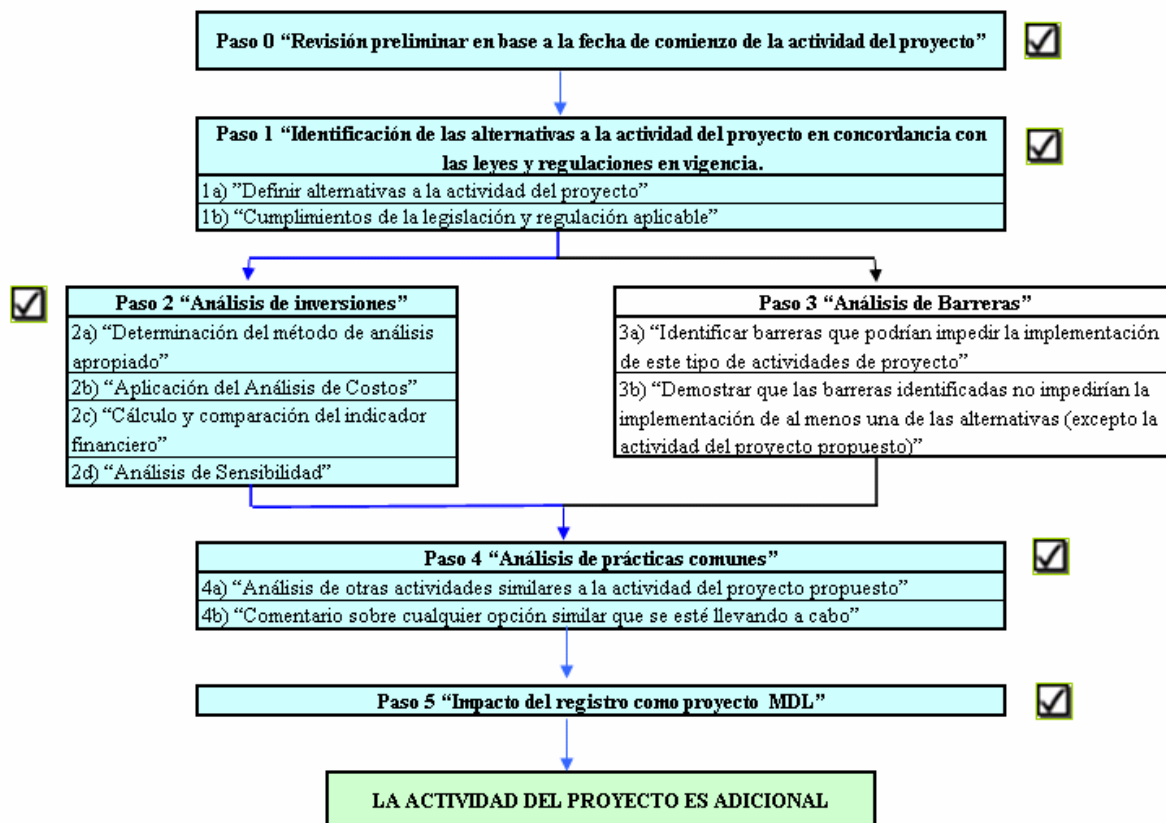 Paso 0 “Revisión preliminar en base a la fecha de comienzo de la actividad del proyecto”
Paso 1 “Identificación de las alternativas a la actividad del proyecto en concordancia con
las leyes y regulaciones en vigencia.
1a) ”Definir alternativas a la actividad del proyecto”
1b) “Cumplimientos de la legislación y regulación aplicable”
Paso 2 “Análisis de inversiones”
2a) “Determinación del método de análisis
apropiado”
2b) “Aplicación del Análisis de Costos”
2c) “Cálculo y comparación del indicador
financiero”
2d) “Análisis de Sensibilidad”
Paso 3 “Análisis de Barreras”
3a) “Identificar barreras que podrían impedir la implementación
de este tipo de actividades de proyecto”
3b) “Demostrar que las barreras identificadas no impedirían la
implementación de al menos una de las alternativas (excepto la
actividad del proyecto propuesto)”
Paso 4 “Análisis de prácticas comunes”
4a) “Análisis de otras actividades similares a la actividad del proyecto propuesto”
4b) “Comentario sobre cualquier opción similar que se esté llevando a cabo”
Paso 5 “Impacto del registro como proyecto MDL”
LA ACTIVIDAD DEL PROYECTO ES ADICIONAL